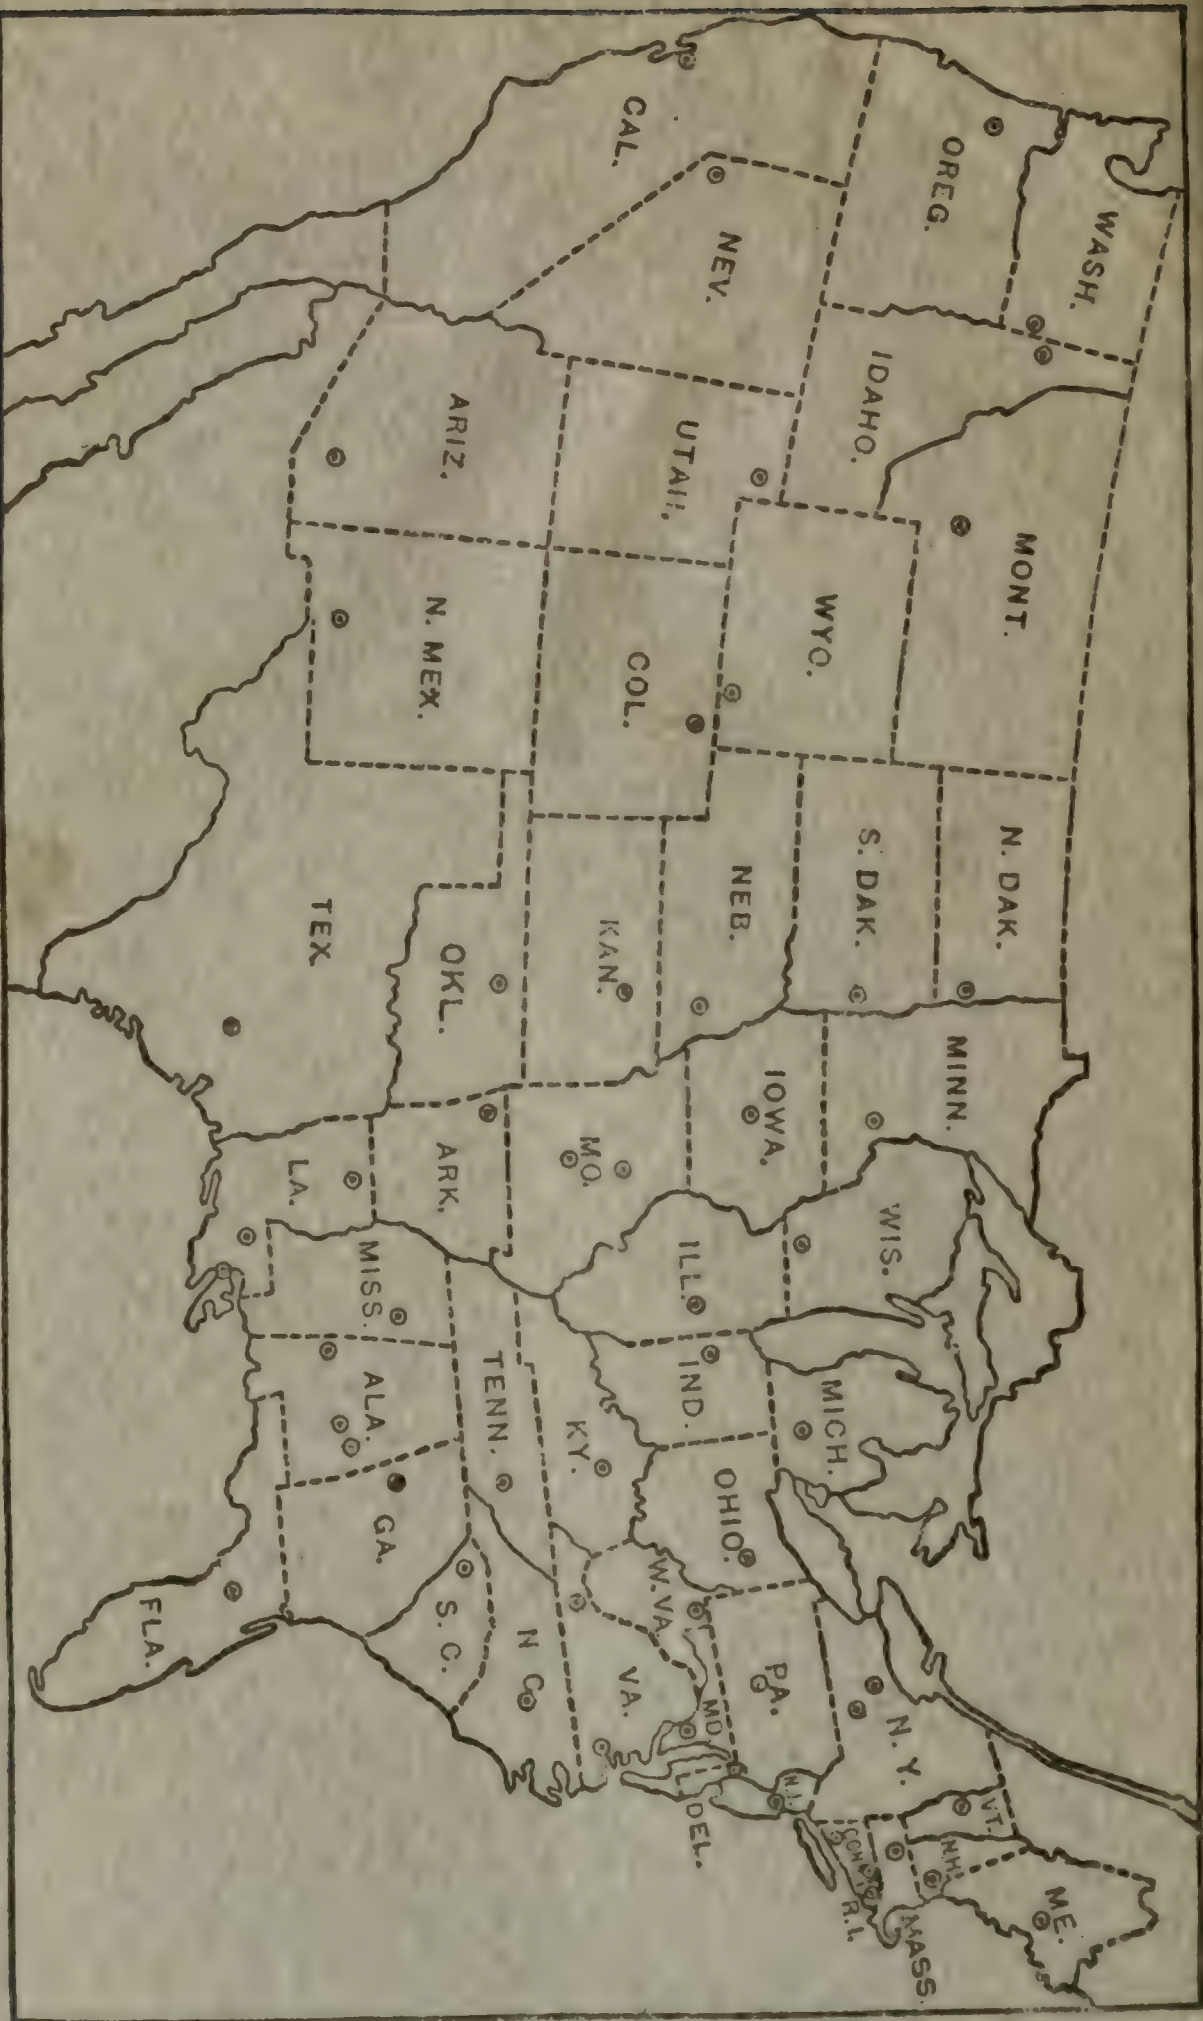 WASH.
OREG.
CAL.
NEV.
IDAHO.
MONT.
WYO.
UTAH.
ARIZ.
COL.
N. MEX.
N. DAK.
S. DAK.
NEB.
KAN.
OKL.
TEX.
MINN.
IOWA.
MO.
ARK.
LA.
WIS.
ILL.
MISS.
MICH.
IND.
KY.
TENN.
ALA.
OHIO.
W. VA.
GA.
FLA.
S. C.
N C.
VA.
PA.
MD.
DEL.
N. Y.
N.J.
CONN.
R.I.
MASS.
VT.
N.H.
ME.